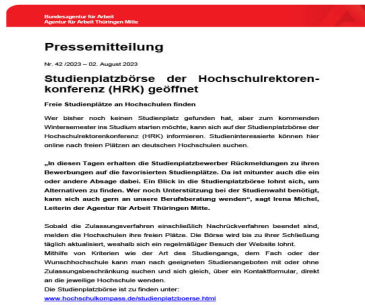 Bundesagentur für Arbeit
Agentur für Arbeit Thüringen Mitte
Pressemitteilung
Nr. 42 /2023 – 02. August 2023
Studienplatzbörse der Hochschulrektoren-
konferenz (HRK) geöffnet
Freie Studienplätze an Hochschulen finden
Wer bisher noch keinen Studienplatz gefunden hat, aber zum kommenden
Wintersemester ins Studium starten möchte, kann sich auf der Studienplatzbörse der
Hochschulrektorenkonferenz (HRK) informieren. Studieninteressierte können hier
online nach freien Plätzen an deutschen Hochschulen suchen.
„In diesen Tagen erhalten die Studienplatzbewerber Rückmeldungen zu ihren
Bewerbungen auf die favorisierten Studienplätze. Da ist mitunter auch die ein
oder andere Absage dabei. Ein Blick in die Studienplatzbörse lohnt sich, um
Alternativen zu finden. Wer noch Unterstützung bei der Studienwahl benötigt,
kann sich auch gern an unsere Berufsberatung wenden“, sagt Irena Michel,
Leiterin der Agentur für Arbeit Thüringen Mitte.
Sobald die Zulassungsverfahren einschließlich Nachrückverfahren beendet sind,
melden die Hochschulen ihre freien Plätze. Die Börse wird bis zu ihrer Schließung
täglich aktualisiert, weshalb sich ein regelmäßiger Besuch der Website lohnt.
Mithilfe von Kriterien wie der Art des Studiengangs, dem Fach oder der
Wunschhochschule kann man nach geeigneten Studienangeboten mit oder ohne
Zulassungsbeschränkung suchen und sich gleich, über ein Kontaktformular, direkt
an die jeweilige Hochschule wenden.
Die Studienplatzbörse ist zu finden unter:
www.hochschulkompass.de/studienplatzboerse.html